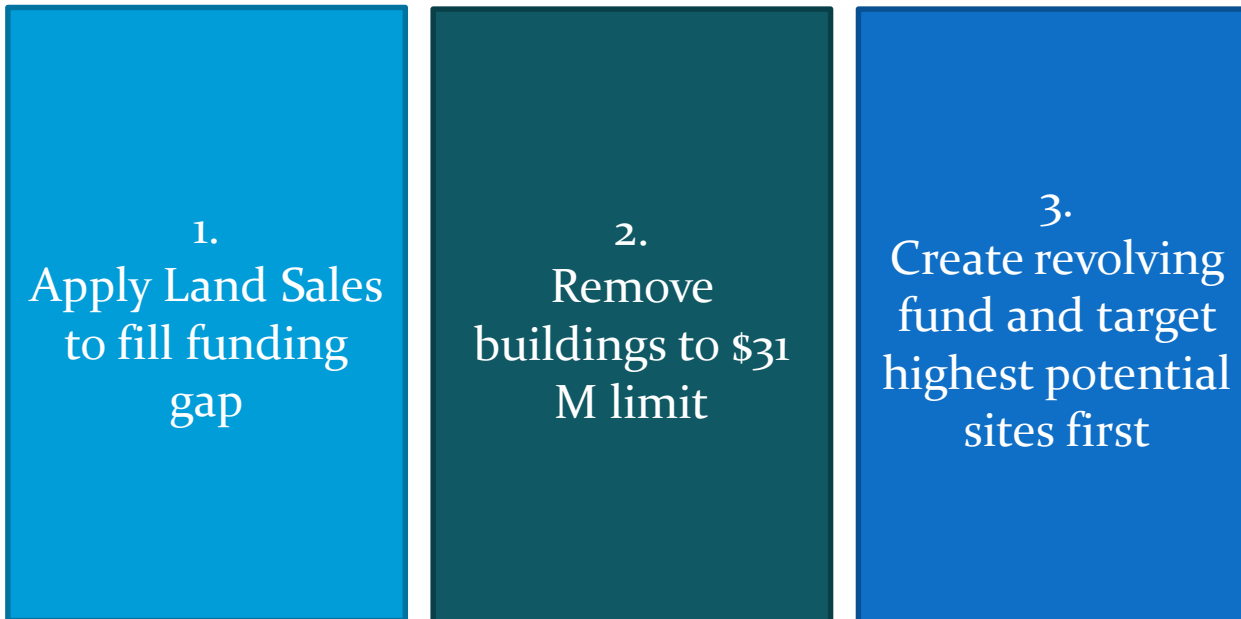 1.
Apply Land Sales
to fill funding
gap
2.
Remove
buildings to $31
M limit
3.
Create revolving
fund and target
highest potential
sites first